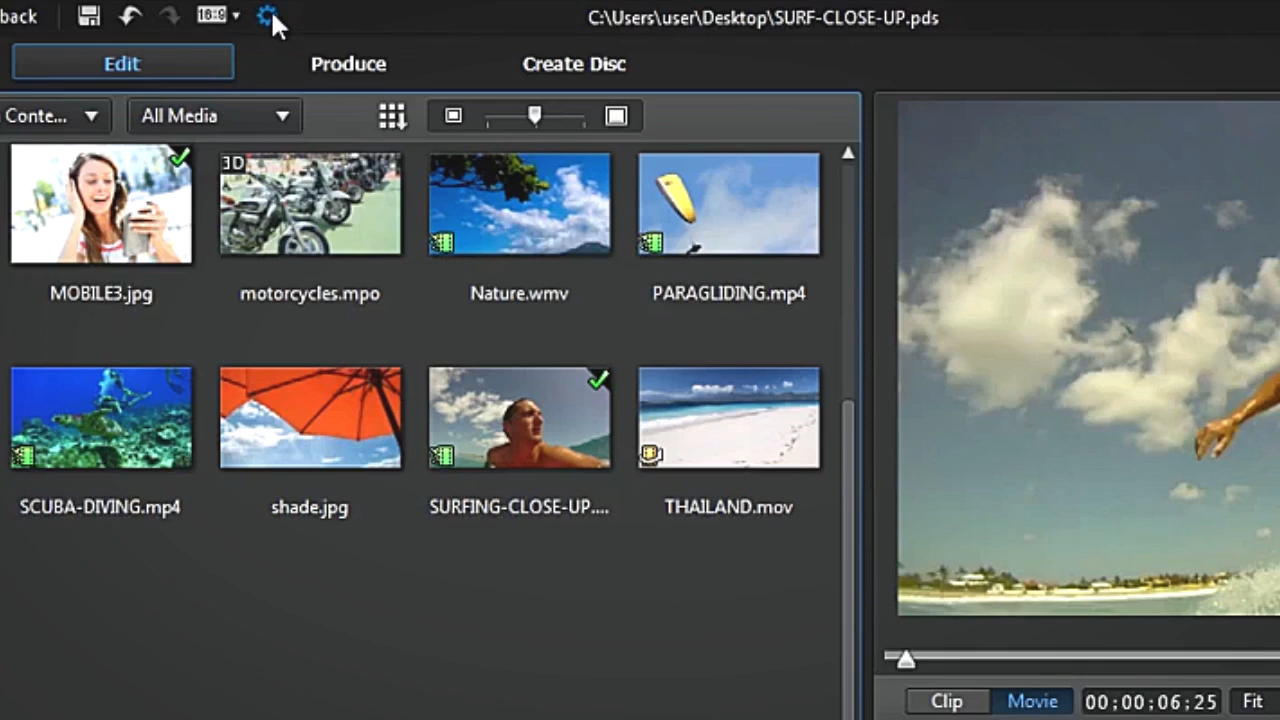 back
16:9
C:\Users\user\Desktop\SURF-CLOSE-UP.pds
Edit
Produce
Create Disc
Conte...
All Media
3D
MOBILE3.jpg
motorcycles.mpo
Nature.wmv
PARAGLIDING.mp4
SCUBA-DIVING.mp4
shade.jpg
SURFING-CLOSE-UP....
THAILAND.mov
Clip
Movie
00;00;06;25
Fit